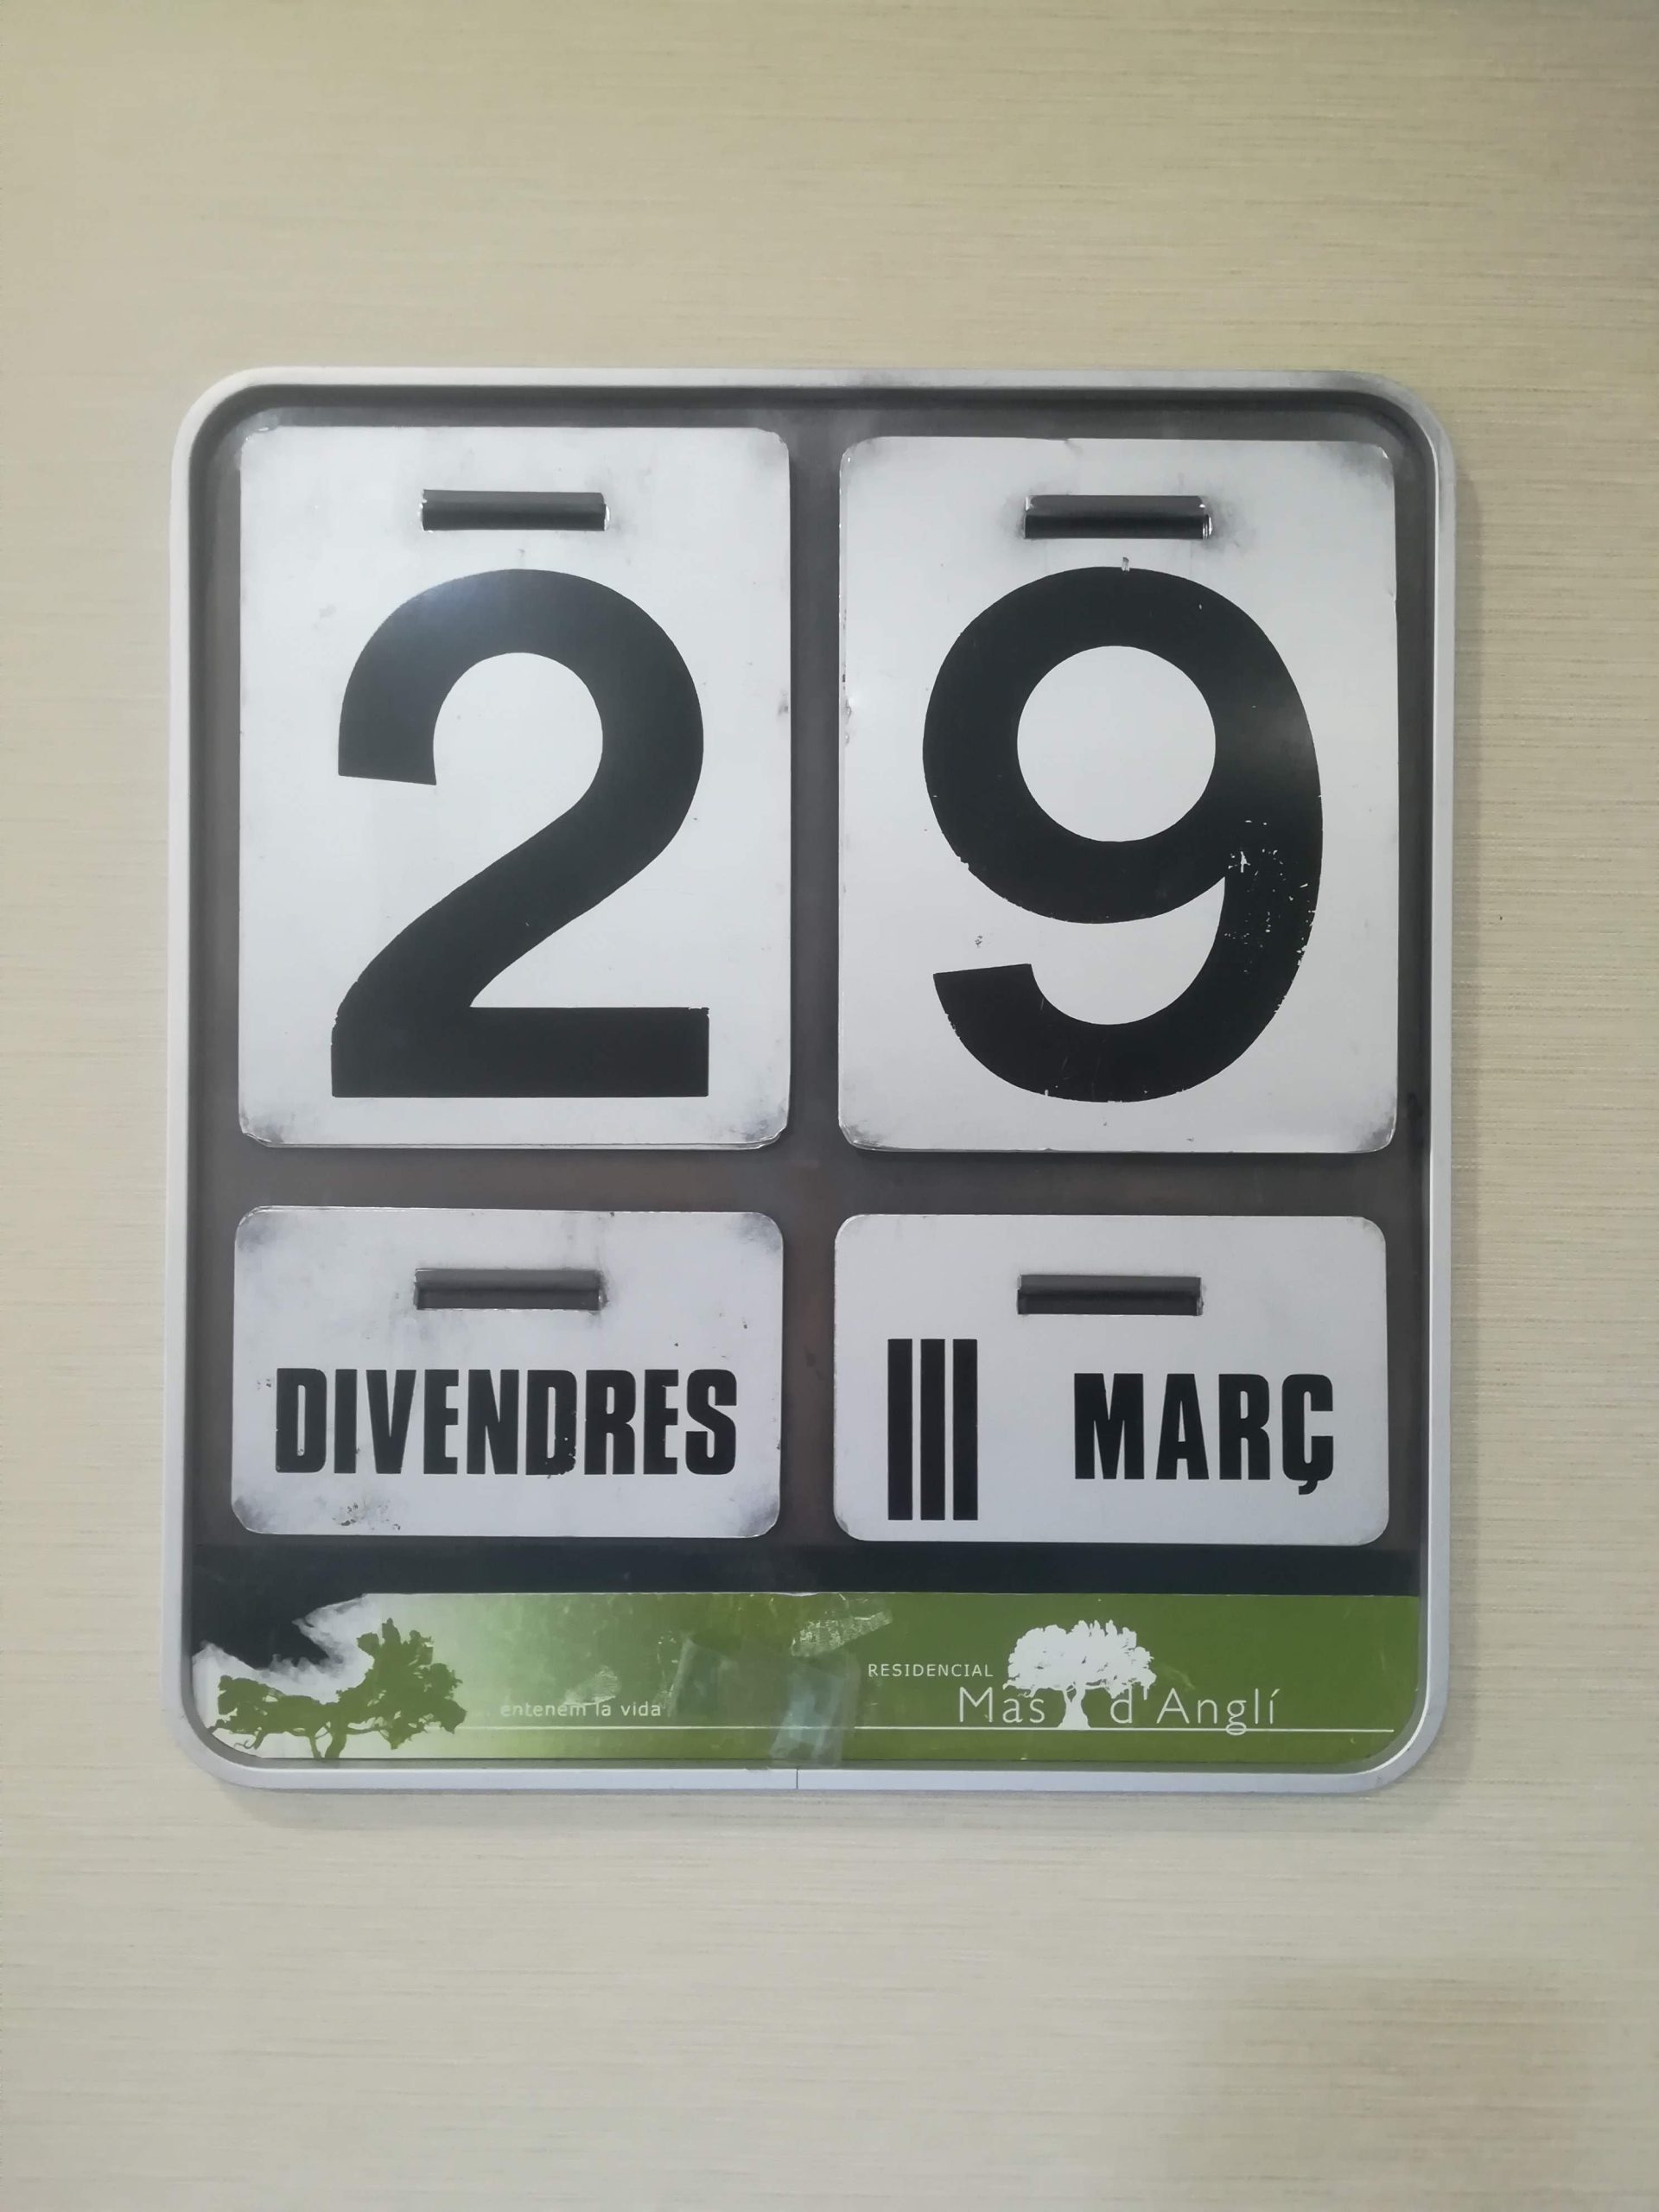 29
DIVENDRES
III MARÇ
entenem la vida
RESIDENCIAL
Mas d'Anglí